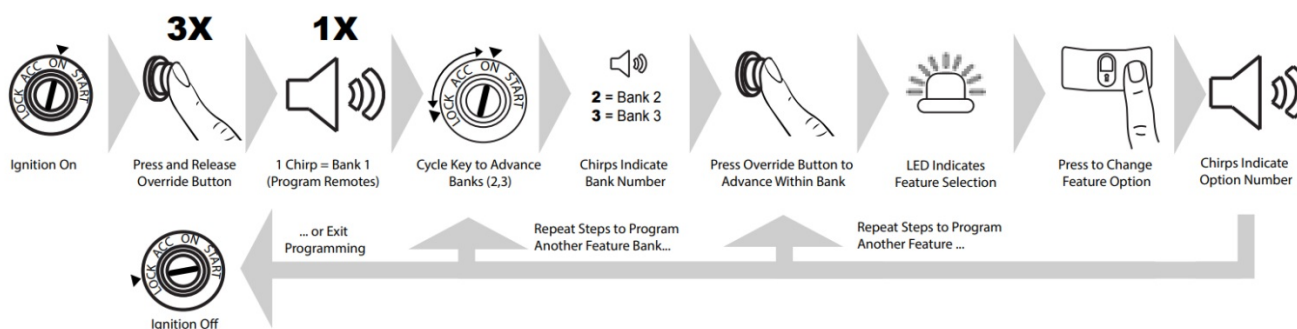 3X
1X
LOCK ACC ON START
LOCK ACC ON START
2 = Bank 2
3 = Bank 3
Ignition On
Press and Release
Override Button
1 Chirp = Bank 1
(Program Remotes)
Cycle Key to Advance
Banks (2,3)
Chirps Indicate
Bank Number
Press Override Button to
Advance Within Bank
LED Indicates
Feature Selection
Press to Change
Feature Option
Chirps Indicate
Option Number
LOCK ACC ON START
Ignition Off
... or Exit
Programming
Repeat Steps to Program
Another Feature Bank...
Repeat Steps to Program
Another Feature ...